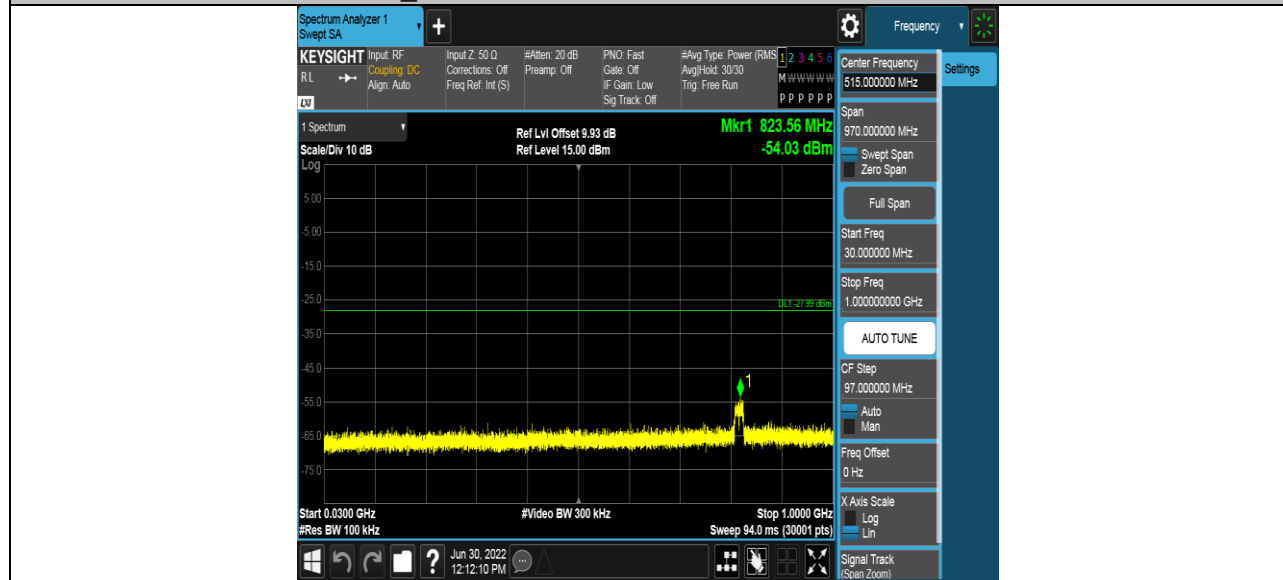 Spectrum Analyzer 1
Swept SA
Frequency
KEYSIGHT
RL
LXI
Input: RF
Coupling: DC
Align: Auto
Input Z: 50 Ω
Corrections: Off
Freq Ref: Int (S)
#Atten: 20 dB
Preamp: Off
PNO: Fast
Gate: Off
IF Gain: Low
Sig Track: Off
#Avg Type: Power (RMS
Avg|Hold: 30/30
Trig: Free Run
1 2 3 4 5 6
M W W W W W
P P P P P P
1 Spectrum
Scale/Div 10 dB
Log
Ref Lvl Offset 9.93 dB
Ref Level 15.00 dBm
Mkr1 823.56 MHz
-54.03 dBm
5.00
-5.00
-15.0
-25.0
-35.0
-45.0
-55.0
-65.0
-75.0
DL1 -27.99 dBm
1
Start 0.0300 GHz
#Res BW 100 kHz
#Video BW 300 kHz
Stop 1.0000 GHz
Sweep 94.0 ms (30001 pts)
Jun 30, 2022
12:12:10 PM
Center Frequency
515.000000 MHz
Settings
Span
970.000000 MHz
Swept Span
Zero Span
Full Span
Start Freq
30.000000 MHz
Stop Freq
1.000000000 GHz
AUTO TUNE
CF Step
97.000000 MHz
Auto
Man
Freq Offset
0 Hz
X Axis Scale
Log
Lin
Signal Track
(Span Zoom)